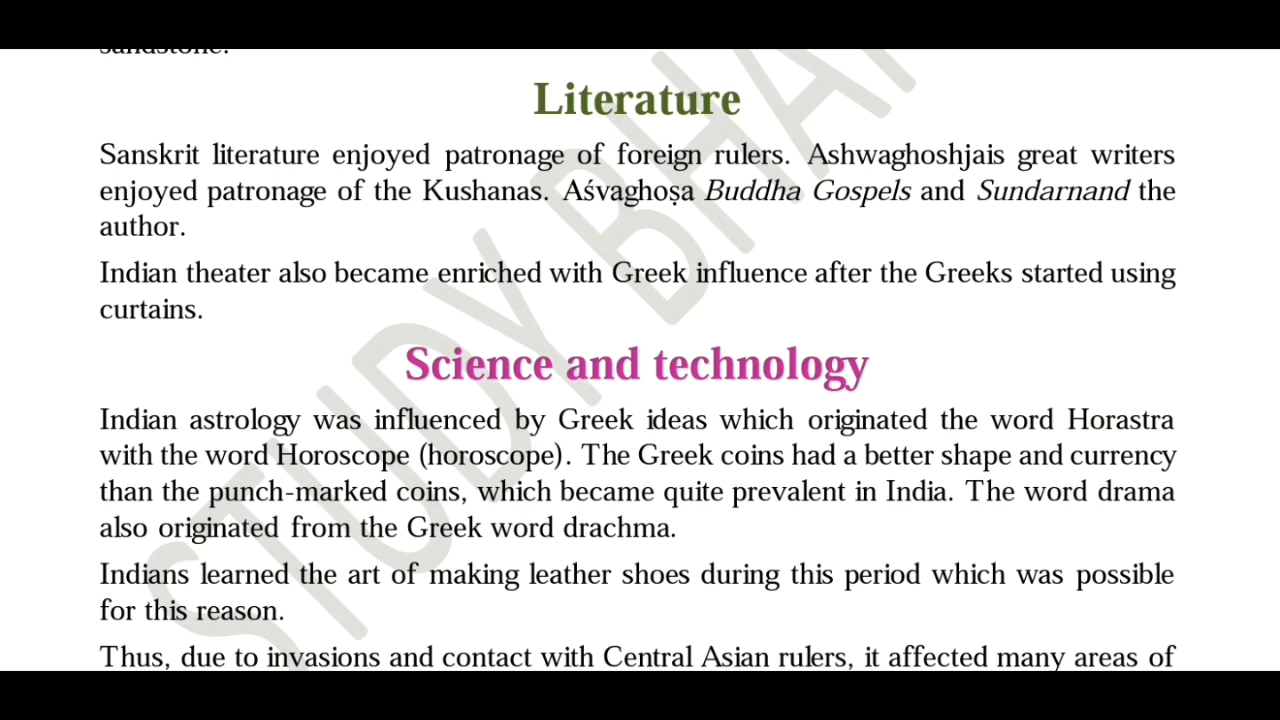 sandstone.
Literature
Sanskrit literature enjoyed patronage of foreign rulers. Ashwaghoshjais great writers
enjoyed patronage of the Kushanas. Aśvaghoṣa Buddha Gospels and Sundarnand the
author.
Indian theater also became enriched with Greek influence after the Greeks started using
curtains.
Science and technology
Indian astrology was influenced by Greek ideas which originated the word Horastra
with the word Horoscope (horoscope). The Greek coins had a better shape and currency
than the punch-marked coins, which became quite prevalent in India. The word drama
also originated from the Greek word drachma.
Indians learned the art of making leather shoes during this period which was possible
for this reason.
Thus, due to invasions and contact with Central Asian rulers, it affected many areas of
STUDY BHA